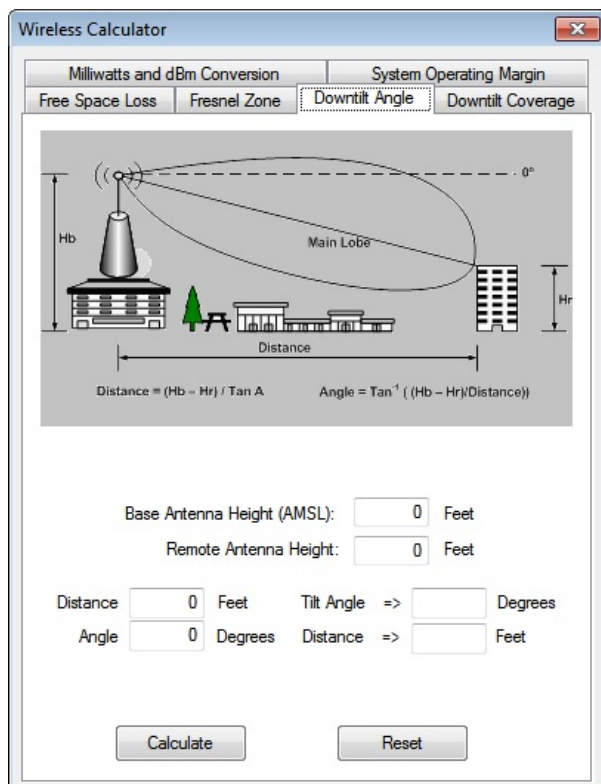 Wireless Calculator
Milliwatts and dBm Conversion System Operating Margin
Free Space Loss Fresnel Zone Downtilt Angle Downtilt Coverage
0°
Hb
Main Lobe
Hr
Distance
Distance = (Hb – Hr) / Tan A Angle = Tan⁻¹ ( (Hb – Hr)/Distance))
Base Antenna Height (AMSL): 0 Feet
Remote Antenna Height: 0 Feet
Distance 0 Feet Tilt Angle => Degrees
Angle 0 Degrees Distance => Feet
Calculate Reset